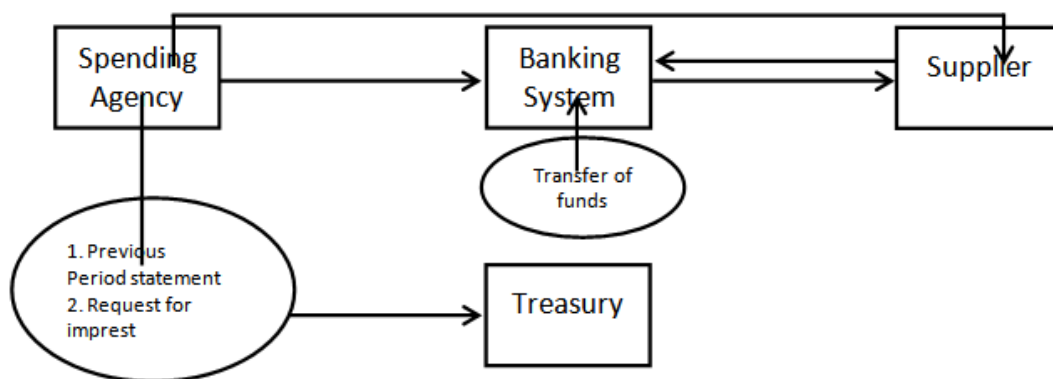 Spending
Agency
Banking
System
Supplier
Transfer of
funds
1. Previous
Period statement
2. Request for
imprest
Treasury